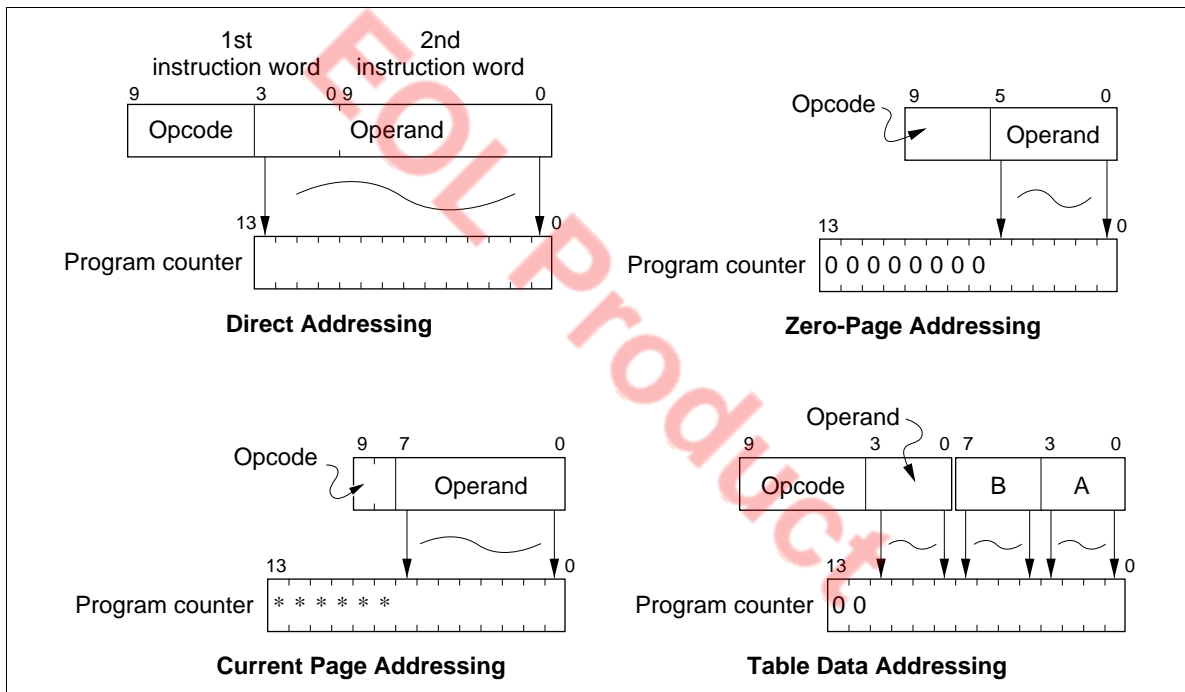 1st
instruction word
2nd
instruction word
9 3 0 9 0
Opcode Operand
13 0
Program counter
Direct Addressing
9 5 0
Opcode
Operand
13 0
Program counter 0 0 0 0 0 0 0 0
Zero-Page Addressing
9 7 0
Opcode
Operand
13 0
Program counter * * * * * *
Current Page Addressing
Operand
9 3 0 7 3 0
Opcode B A
13 0
Program counter 0 0
Table Data Addressing
EOL Product